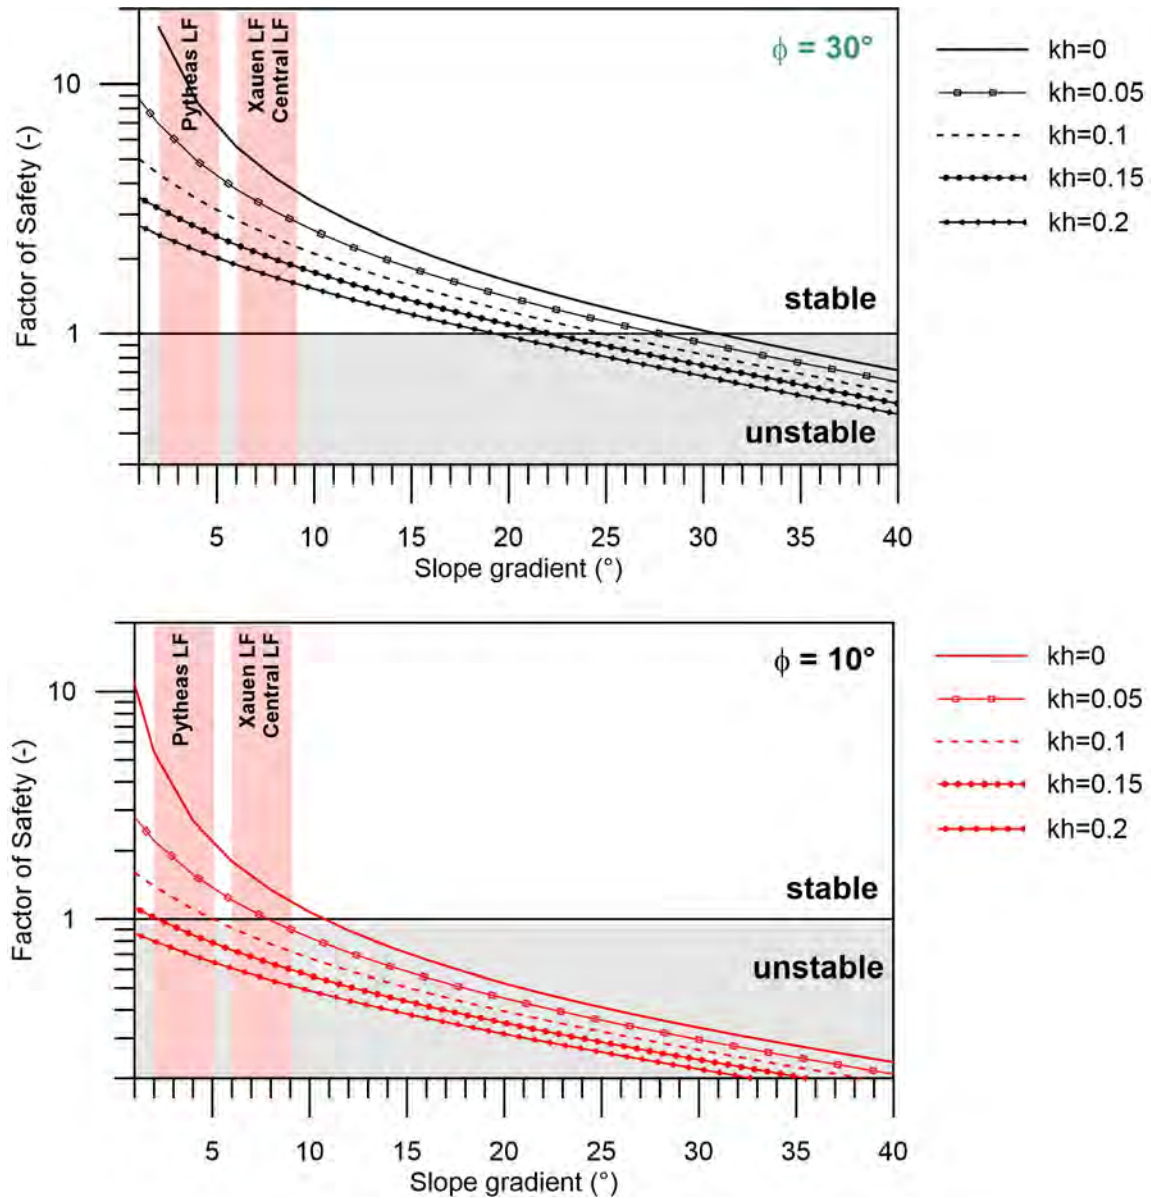 10
1
Factor of Safety (-)
Pytheas LF
Xauen LF
Central LF
ϕ = 30°
stable
unstable
5 10 15 20 25 30 35 40
Slope gradient (°)
kh=0
kh=0.05
kh=0.1
kh=0.15
kh=0.2
10
1
Factor of Safety (-)
Pytheas LF
Xauen LF
Central LF
ϕ = 10°
stable
unstable
5 10 15 20 25 30 35 40
Slope gradient (°)
kh=0
kh=0.05
kh=0.1
kh=0.15
kh=0.2